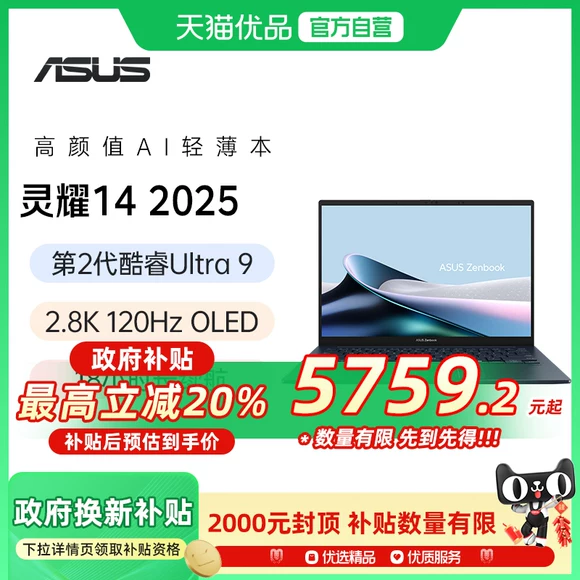 天猫优品 官方自营
ASUS
高颜值AI轻薄本
灵耀14 2025
第2代酷睿Ultra 9
2.8K 120Hz OLED
ASUS Zenbook
ASUS Zenbook
政府补贴
最高立减20%
补贴后预估到手价
5759.2 元起
*数量有限 先到先得!!!
政府换新补贴
下拉详情页领取补贴资格
2000元封顶 补贴数量有限
优选精品 优质服务